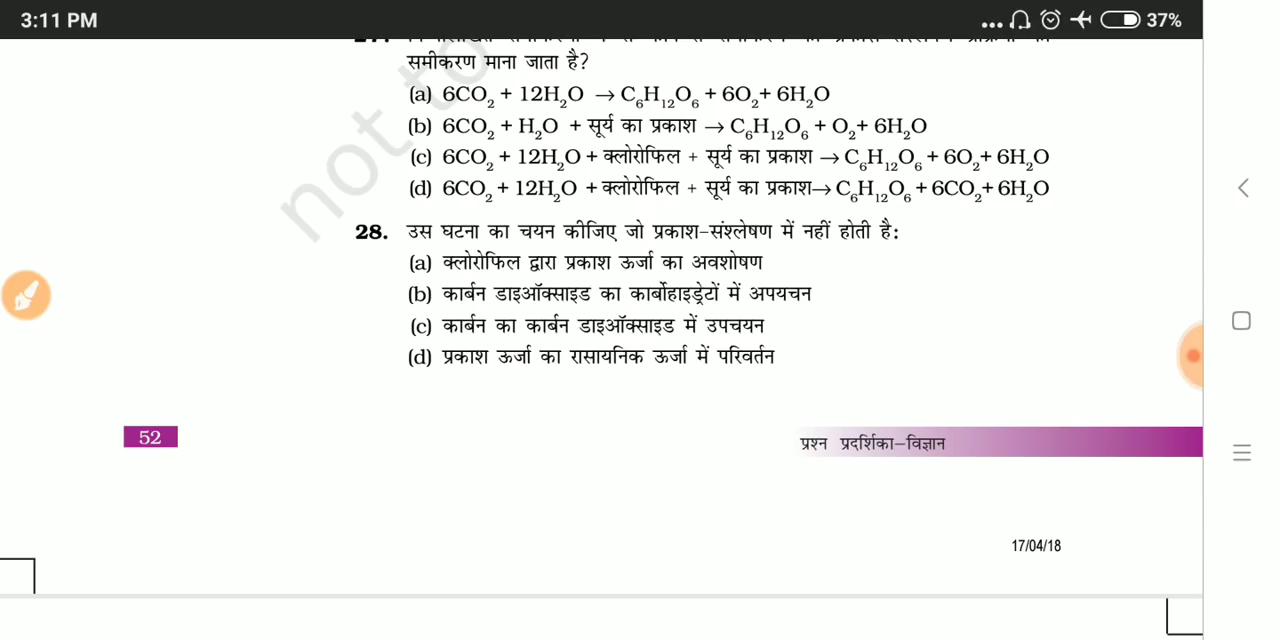 3:11 PM
37%
समीकरण माना जाता है?
not to
(a) 6CO₂ + 12H₂O → C₆H₁₂O₆ + 6O₂+ 6H₂O
(b) 6CO₂ + H₂O + सूर्य का प्रकाश → C₆H₁₂O₆ + O₂+ 6H₂O
(c) 6CO₂ + 12H₂O + क्लोरोफिल + सूर्य का प्रकाश → C₆H₁₂O₆ + 6O₂+ 6H₂O
(d) 6CO₂ + 12H₂O + क्लोरोफिल + सूर्य का प्रकाश→ C₆H₁₂O₆ + 6CO₂+ 6H₂O
28. उस घटना का चयन कीजिए जो प्रकाश-संश्लेषण में नहीं होती है:
(a) क्लोरोफिल द्वारा प्रकाश ऊर्जा का अवशोषण
(b) कार्बन डाइऑक्साइड का कार्बोहाइड्रेटों में अपयचन
(c) कार्बन का कार्बन डाइऑक्साइड में उपचयन
(d) प्रकाश ऊर्जा का रासायनिक ऊर्जा में परिवर्तन
52
प्रश्न प्रदर्शिका–विज्ञान
17/04/18